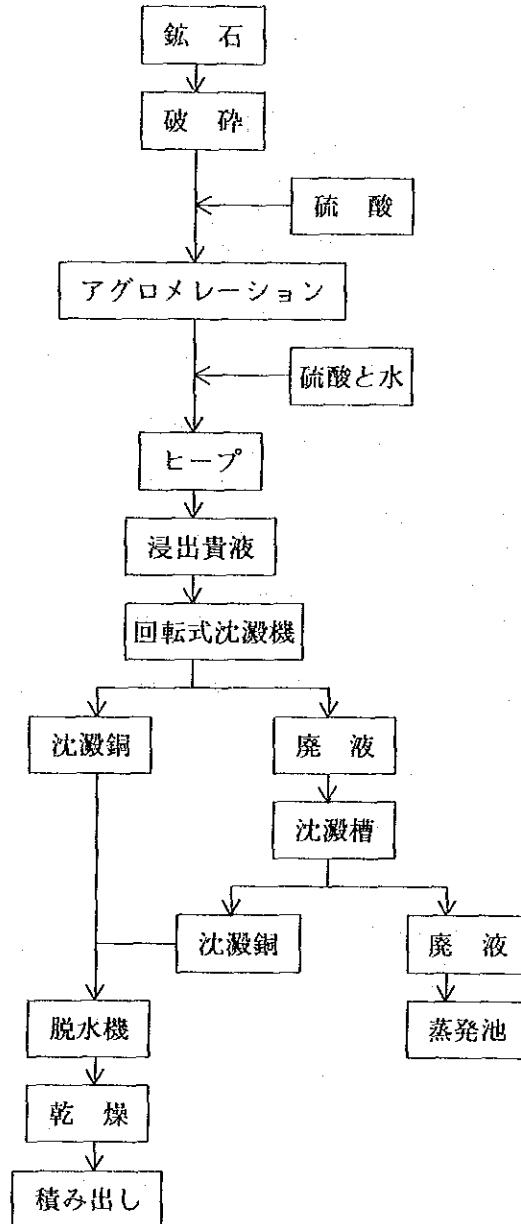 鉱 石
破 砕
硫 酸
アグロメレーション
硫酸と水
ヒープ
浸出貴液
回転式沈澱機
沈澱銅
廃 液
沈澱槽
沈澱銅
廃 液
脱水機
蒸発池
乾 燥
積み出し